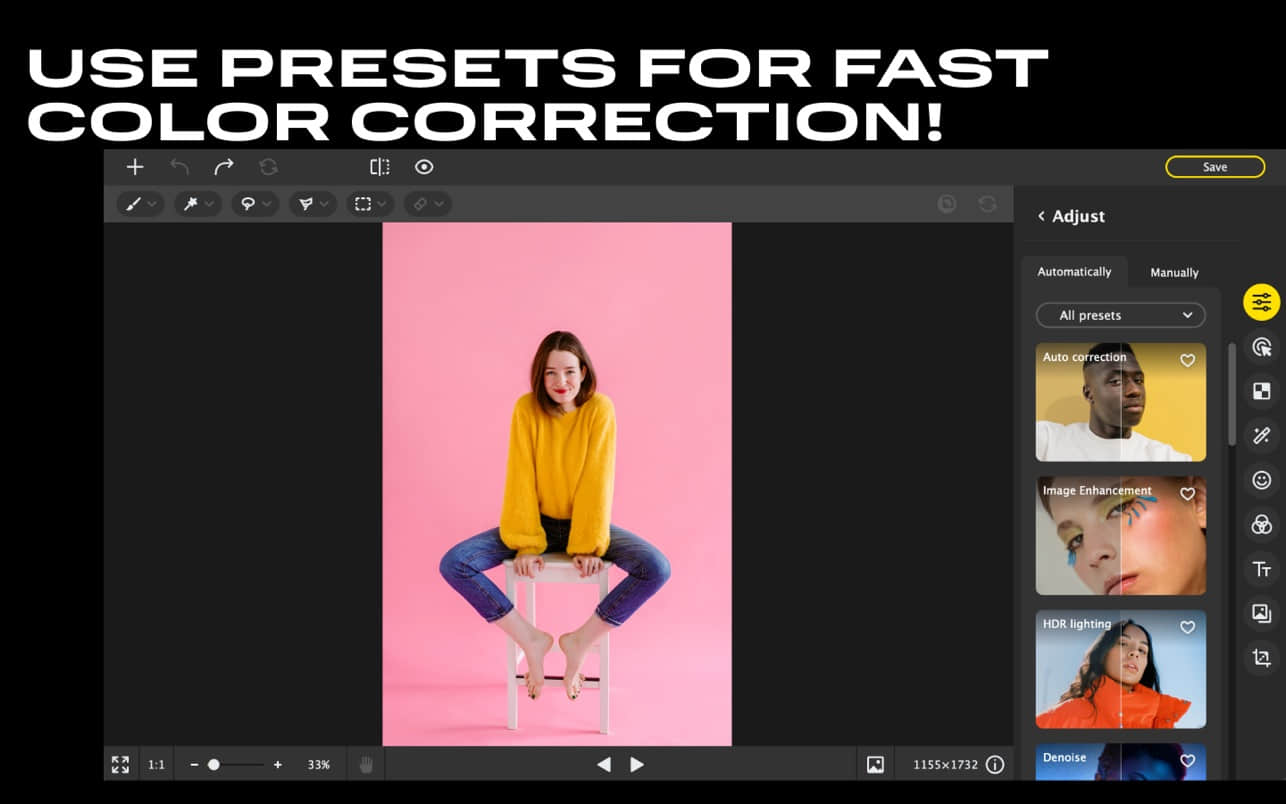 USE PRESETS FOR FAST
COLOR CORRECTION!
Save
Adjust
Automatically
Manually
All presets
Auto correction
Image Enhancement
HDR lighting
Denoise
1:1
33%
1155×1732